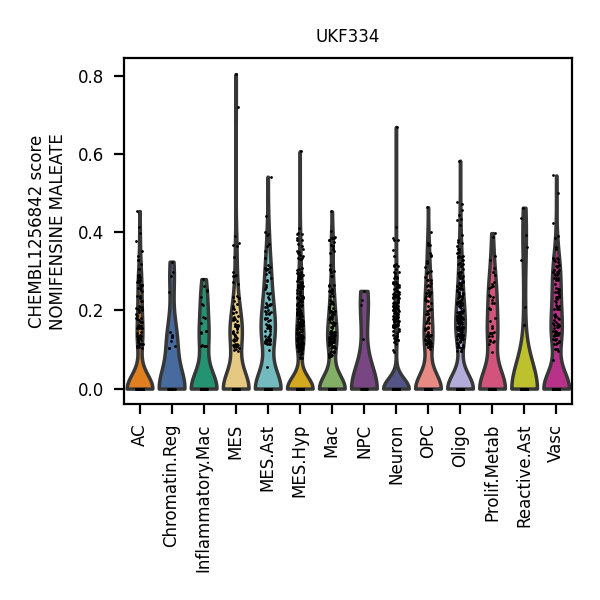 UKF334
CHEMBL1256842 score
NOMIFENSINE MALEATE
0.8
0.6
0.4
0.2
0.0
AC
Chromatin.Reg
Inflammatory.Mac
MES
MES.Ast
MES.Hyp
Mac
NPC
Neuron
OPC
Oligo
Prolif.Metab
Reactive.Ast
Vasc